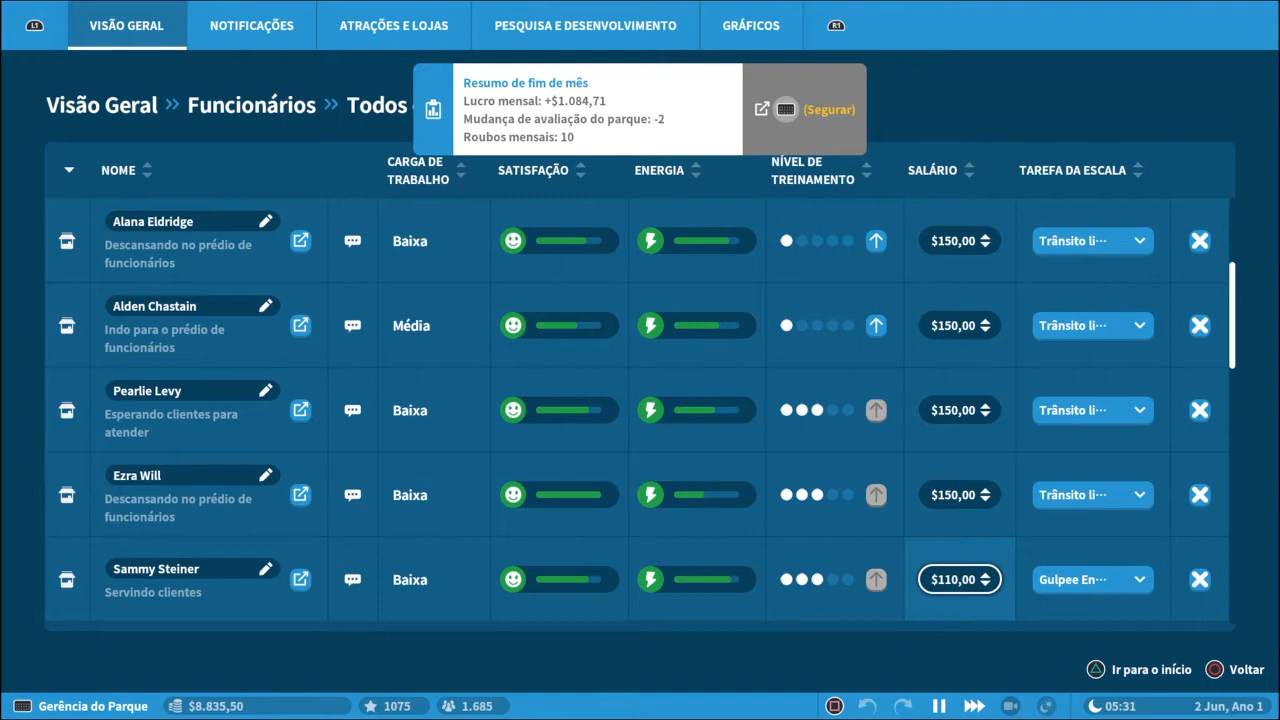 L1
VISÃO GERAL
NOTIFICAÇÕES
ATRAÇÕES E LOJAS
PESQUISA E DESENVOLVIMENTO
GRÁFICOS
R1
Visão Geral » Funcionários » Todos
Resumo de fim de mês
Lucro mensal: +$1.084,71
Mudança de avaliação do parque: -2
Roubos mensais: 10
(Segurar)
NOME
CARGA DE
TRABALHO
SATISFAÇÃO
ENERGIA
NÍVEL DE
TREINAMENTO
SALÁRIO
TAREFA DA ESCALA
Alana Eldridge
Descansando no prédio de
funcionários
Baixa
$150,00
Trânsito li···
Alden Chastain
Indo para o prédio de
funcionários
Média
$150,00
Trânsito li···
Pearlie Levy
Esperando clientes para
atender
Baixa
$150,00
Trânsito li···
Ezra Will
Descansando no prédio de
funcionários
Baixa
$150,00
Trânsito li···
Sammy Steiner
Servindo clientes
Baixa
$110,00
Gulpee En···
Ir para o início
Voltar
Gerência do Parque
$8.835,50
1075
1.685
05:31
2 Jun, Ano 1